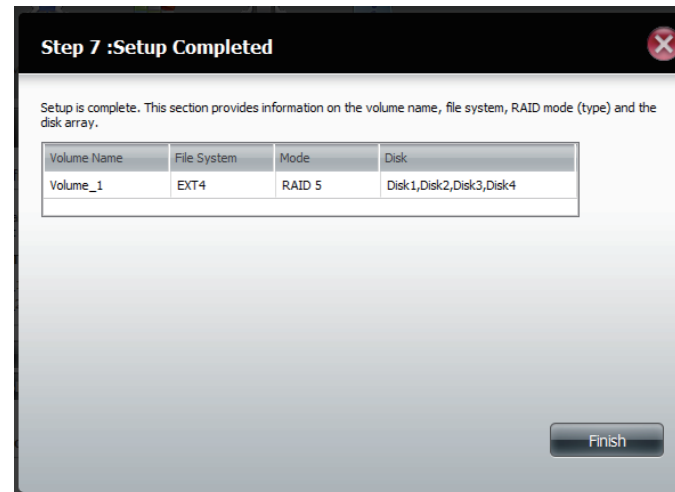 Step 7 :Setup Completed
Setup is complete. This section provides information on the volume name, file system, RAID mode (type) and the
disk array.
Volume Name File System Mode Disk
Volume_1 EXT4 RAID 5 Disk1,Disk2,Disk3,Disk4
Finish